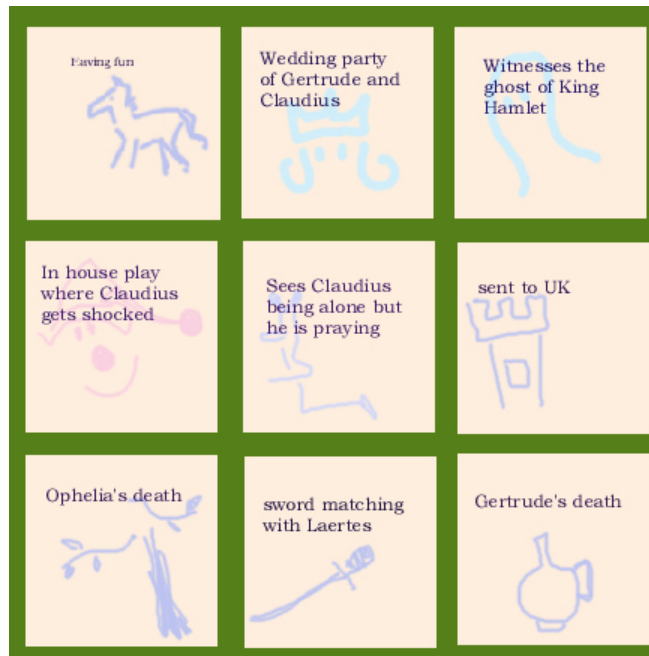 Having fun
Wedding party
of Gertrude and
Claudius
Witnesses the
ghost of King
Hamlet
In house play
where Claudius
gets shocked
Sees Claudius
being alone but
he is praying
sent to UK
Ophelia's death
sword matching
with Laertes
Gertrude's death